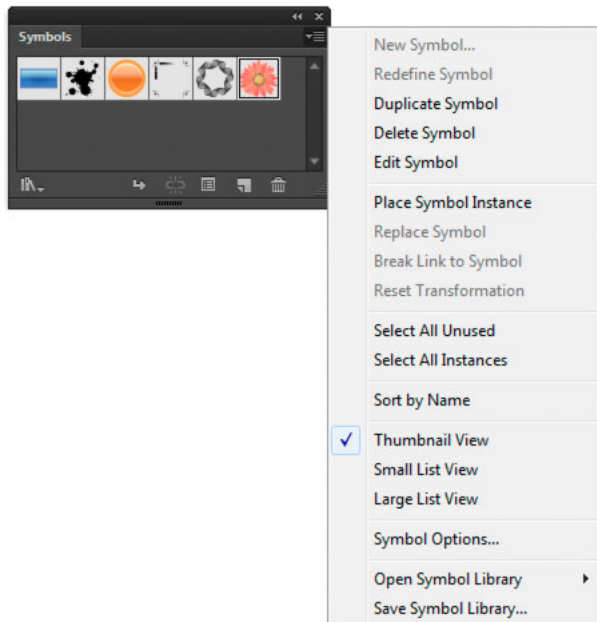 Symbols
New Symbol...
Redefine Symbol
Duplicate Symbol
Delete Symbol
Edit Symbol
Place Symbol Instance
Replace Symbol
Break Link to Symbol
Reset Transformation
Select All Unused
Select All Instances
Sort by Name
Thumbnail View
Small List View
Large List View
Symbol Options...
Open Symbol Library
Save Symbol Library...